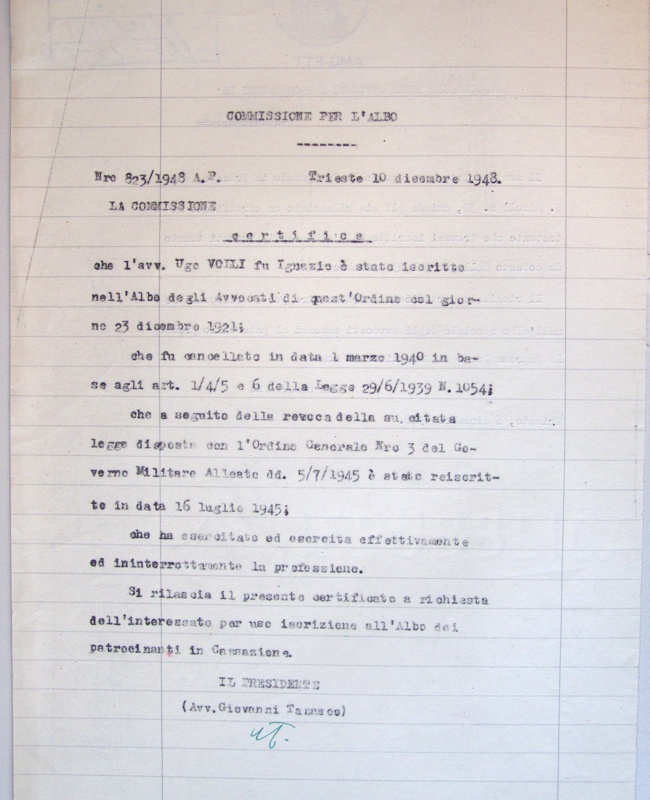 COMMISSIONE PER L'ALBO
--------
Nro 823/1948 A.P. Trieste 10 dicembre 1948.
LA COMMISSIONE
certifica
che l'avv. Ugo VOLLI fu Ignazio è stato iscritto
nell'Albo degli Avvocati di quest'Ordine col gior-
no 23 dicembre 1921;
che fu cancellato in data 1 marzo 1940 in ba-
se agli art. 1/4/5 e 6 della Legge 29/6/1939 N.1054;
che a seguito della revoca della su citata
legge disposta con l'Ordine Generale Nro 3 del Go-
verno Militare Alleato dd. 5/7/1945 è stato reiscrit-
to in data 16 luglio 1945;
che ha esercitato ed esercita effettivamente
ed ininterrottamente la professione.
Si rilascia il presente certificato a richiesta
dell'interessato per uso iscrizione all'Albo dei
patrocinanti in Cassazione.
IL PRESIDENTE
(Avv. Giovanni Tamasco)